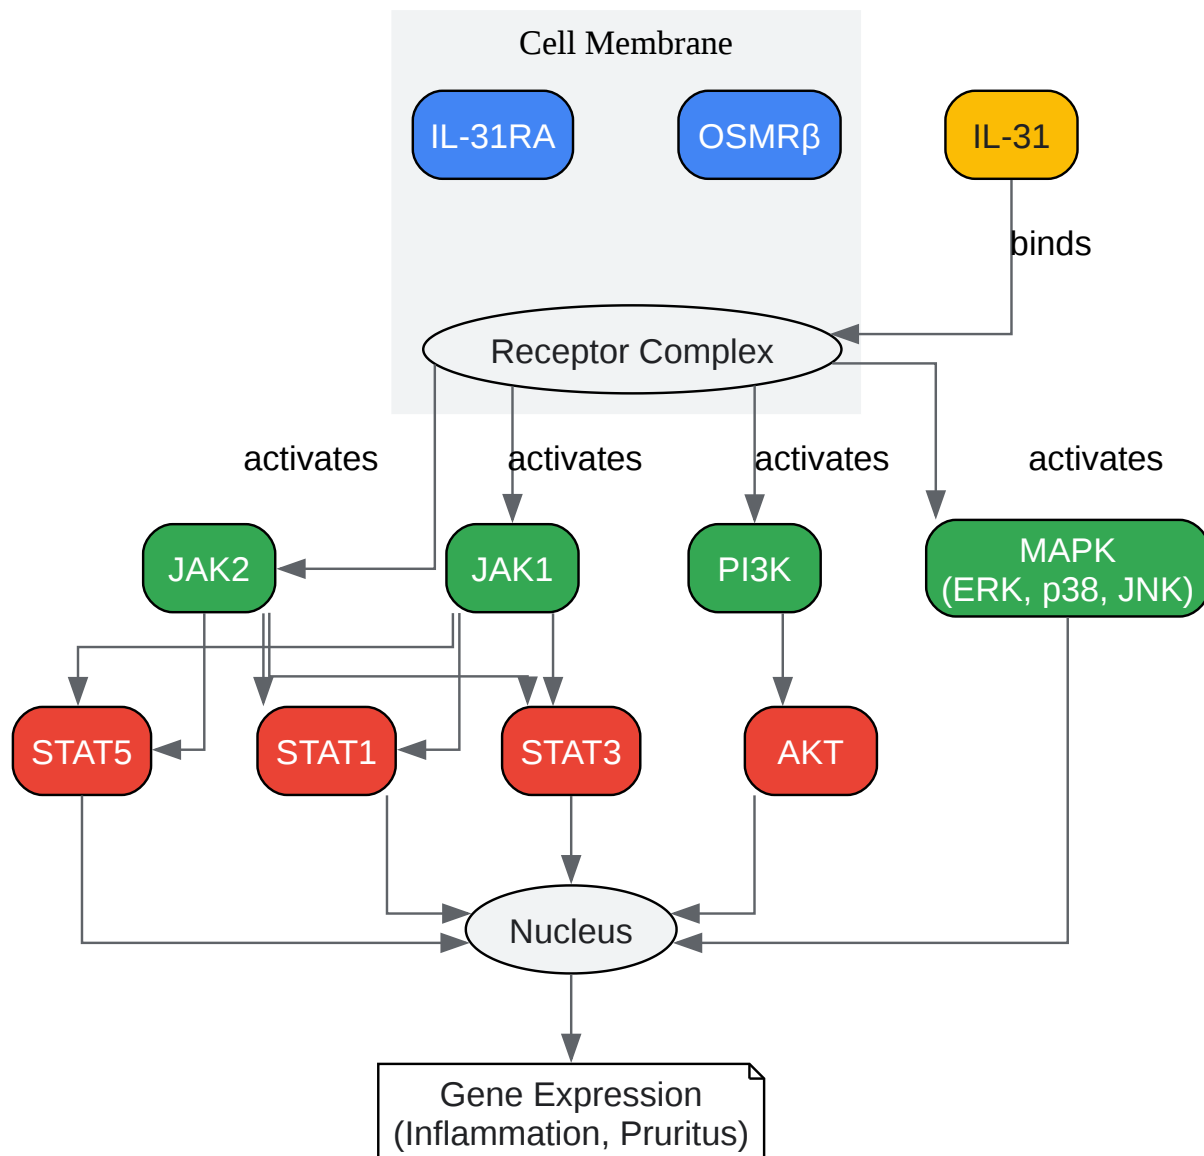 Cell Membrane
IL-31RA
OSMRβ
IL-31
binds
Receptor Complex
activates
activates
activates
activates
JAK2
JAK1
PI3K
MAPK
(ERK, p38, JNK)
STAT5
STAT1
STAT3
AKT
Nucleus
Gene Expression
(Inflammation, Pruritus)